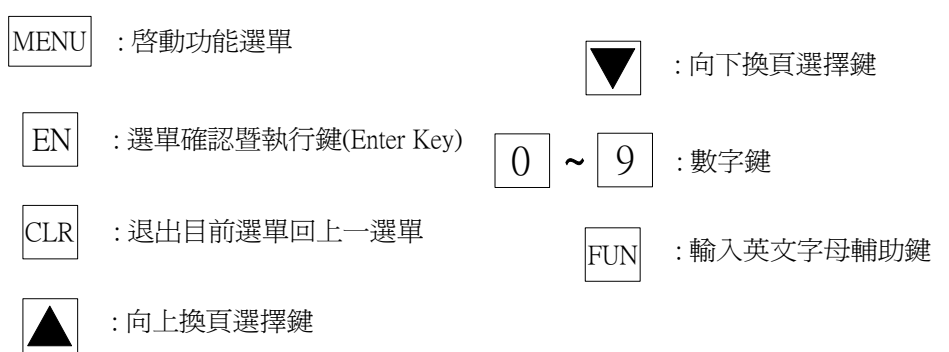 MENU : 啓動功能選單
EN : 選單確認暨執行鍵(Enter Key)
CLR : 退出目前選單回上一選單
▲ : 向上換頁選擇鍵
▼ : 向下換頁選擇鍵
0 ~ 9 : 數字鍵
FUN : 輸入英文字母輔助鍵